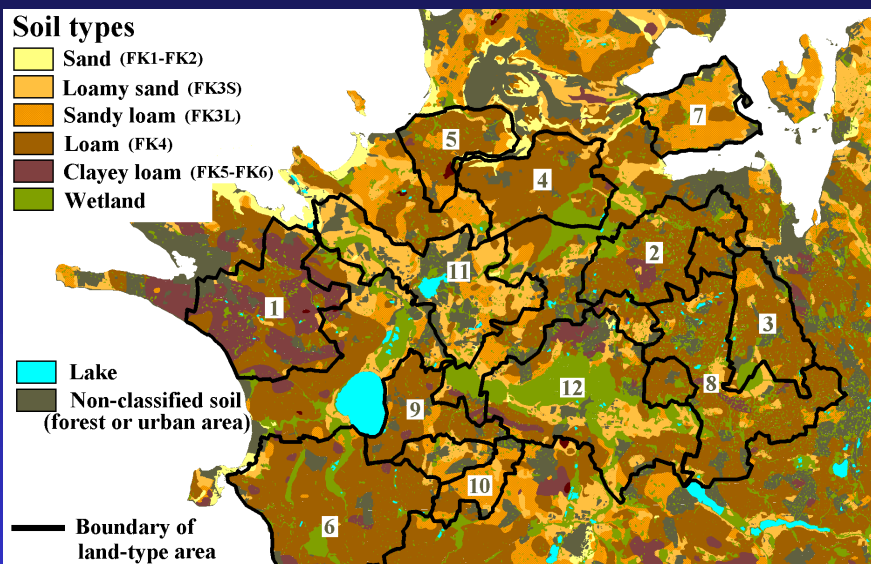 Soil types
Sand (FK1-FK2)
Loamy sand (FK3S)
Sandy loam (FK3L)
Loam (FK4)
Clayey loam (FK5-FK6)
Wetland
7
5
4
2
11
1
3
Lake
12
8
Non-classified soil
(forest or urban area)
9
10
6
Boundary of
land-type area